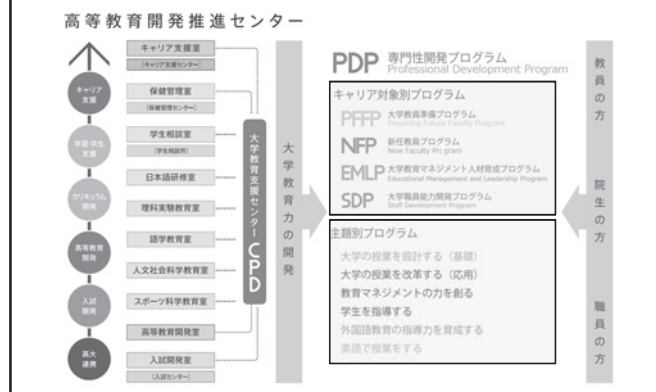 高等教育開発推進センター
キャリア支援室
[キャリア支援センター]
保健管理室
[保健管理センター]
学生相談室
[学生相談所]
日本語研修室
理科実験教育室
語学教育室
人文社会科学教育室
スポーツ科学教育室
高等教育開発室
入試開発室
[入試センター]
キャリア
支援
学習・学生
支援
カリキュラム
開発
高等教育
開発
入試
開発
高大
連携
大学教育支援センターCPD
大学教育力の開発
PDP 専門性開発プログラム
Professional Development Program
キャリア対象別プログラム
PFFP 大学教員準備プログラム
Preparing Future Faculty Program
NFP 新任教員プログラム
New Faculty Program
EMLP 大学教育マネジメント人材育成プログラム
Educational Management and Leadership Program
SDP 大学職員能力開発プログラム
Staff Development Program
主題別プログラム
大学の授業を設計する（基礎）
大学の授業を改革する（応用）
教育マネジメントの力を創る
学生を指導する
外国語教育の指導力を育成する
英語で授業をする
教員の方
院生の方
職員の方